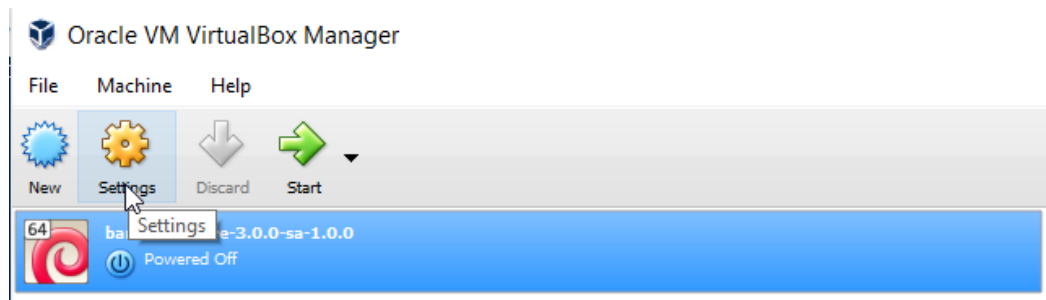 Oracle VM VirtualBox Manager
File Machine Help
New Settings Discard Start
Settings
64
ba e-3.0.0-sa-1.0.0
Powered Off